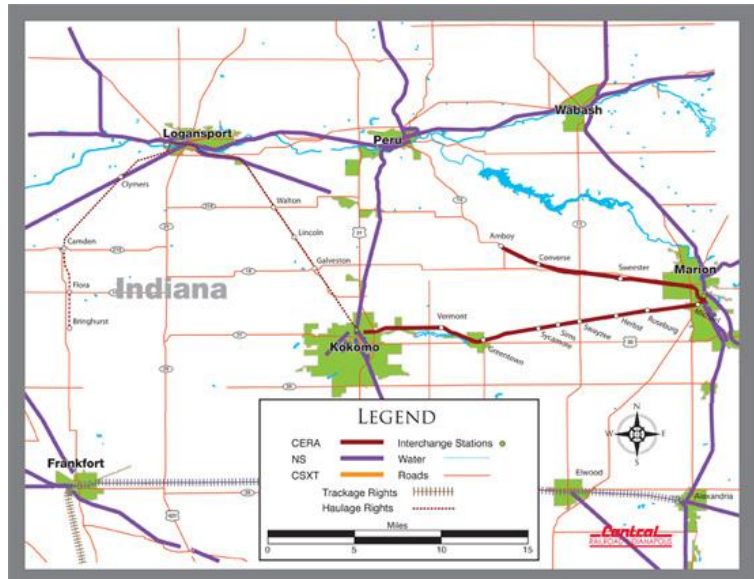 Wabash
Logansport
Peru
Clymers
Walton
Amboy
Camden
Lincoln
Converse
Sweetser
Marion
Galveston
Flora
Indiana
Bringhurst
Vermont
Roseburg
Herbst
Swayzee
Sims
Sycamore
Kokomo
Greentown
LEGEND
CERA Interchange Stations
NS Water
CSXT Roads
Trackage Rights
Haulage Rights
Miles
0 5 10 15
N
W E
S
Frankfort
Elwood
Alexandria
Central
RAILROAD INDIANAPOLIS